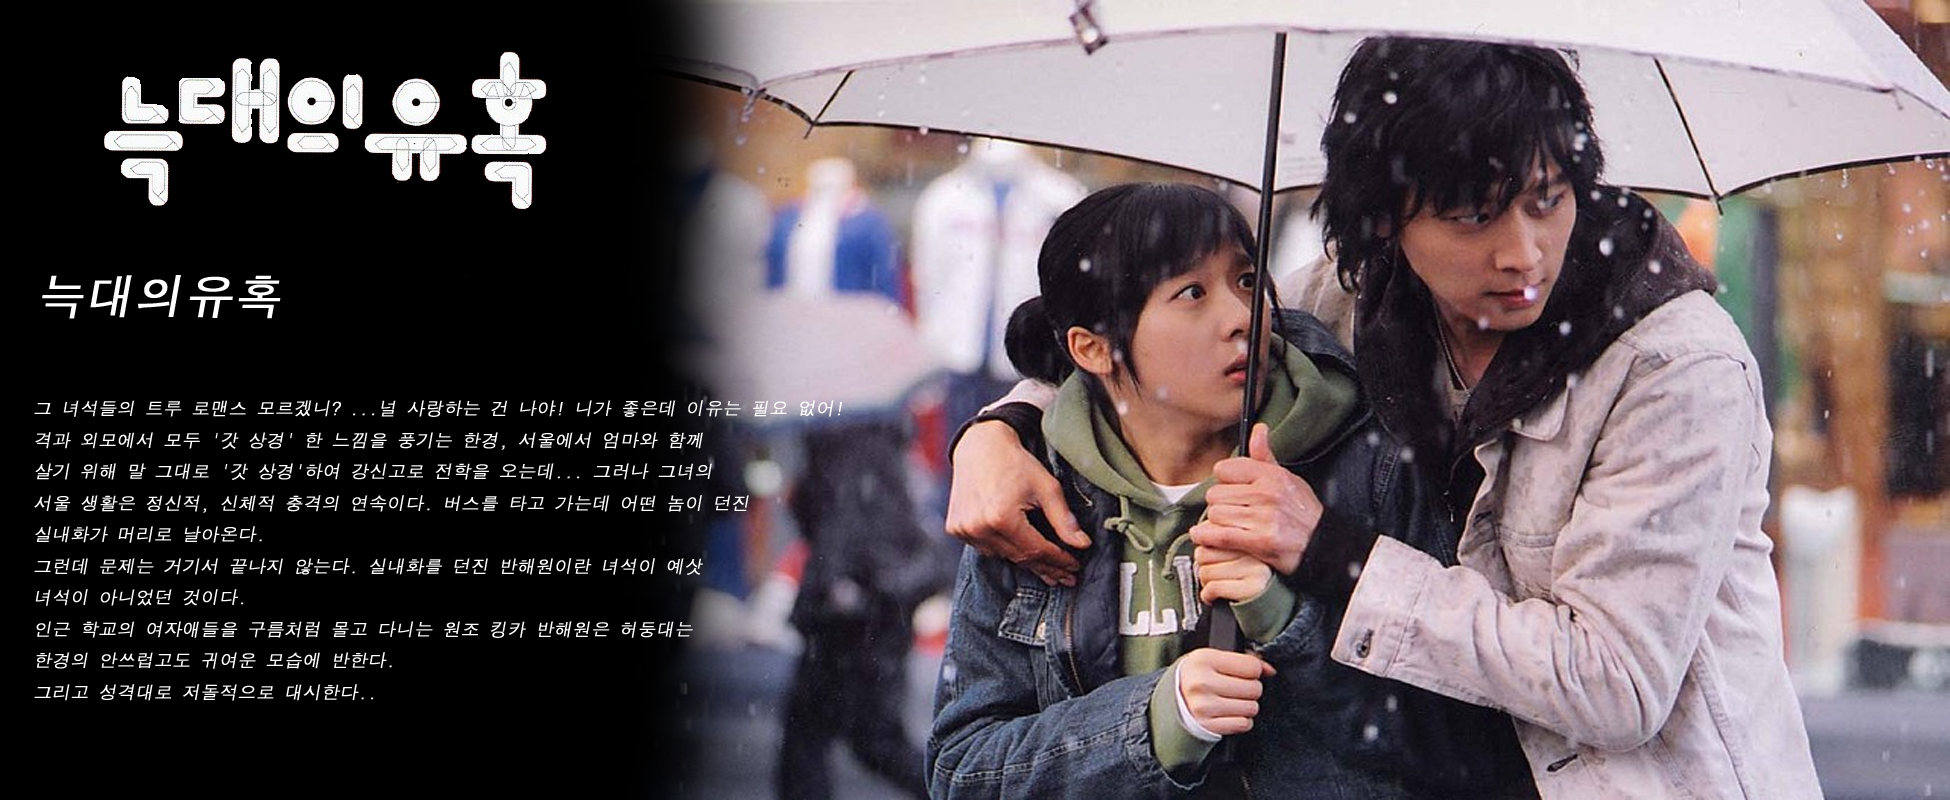 늑대의유혹
늑대의유혹
그 녀석들의 트루 로맨스 모르겠니? ...널 사랑하는 건 나야! 니가 좋은데 이유는 필요 없어!
격과 외모에서 모두 '갓 상경' 한 느낌을 풍기는 한경, 서울에서 엄마와 함께
살기 위해 말 그대로 '갓 상경'하여 강신고로 전학을 오는데... 그러나 그녀의
서울 생활은 정신적, 신체적 충격의 연속이다. 버스를 타고 가는데 어떤 놈이 던진
실내화가 머리로 날아온다.
그런데 문제는 거기서 끝나지 않는다. 실내화를 던진 반해원이란 녀석이 예삿
녀석이 아니었던 것이다.
인근 학교의 여자애들을 구름처럼 몰고 다니는 원조 킹카 반해원은 허둥대는
한경의 안쓰럽고도 귀여운 모습에 반한다.
그리고 성격대로 저돌적으로 대시한다..